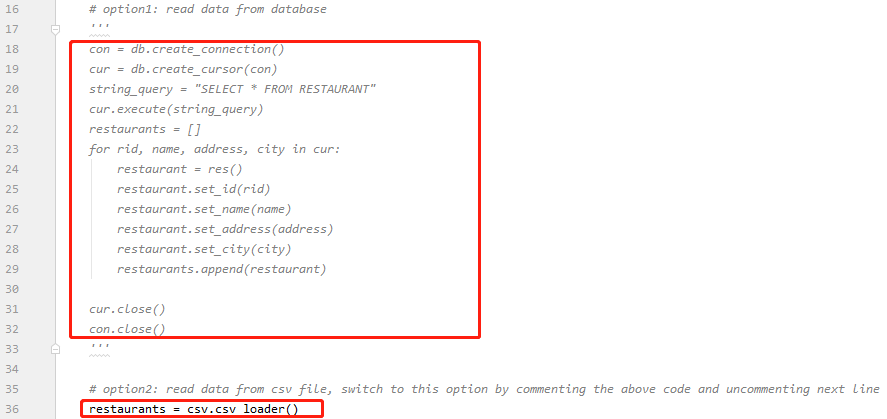 16 # option1: read data from database
17 '''
18 con = db.create_connection()
19 cur = db.create_cursor(con)
20 string_query = "SELECT * FROM RESTAURANT"
21 cur.execute(string_query)
22 restaurants = []
23 for rid, name, address, city in cur:
24 restaurant = res()
25 restaurant.set_id(rid)
26 restaurant.set_name(name)
27 restaurant.set_address(address)
28 restaurant.set_city(city)
29 restaurants.append(restaurant)
30
31 cur.close()
32 con.close()
33 '''
34
35 # option2: read data from csv file, switch to this option by commenting the above code and uncommenting next line
36 restaurants = csv.csv_loader()